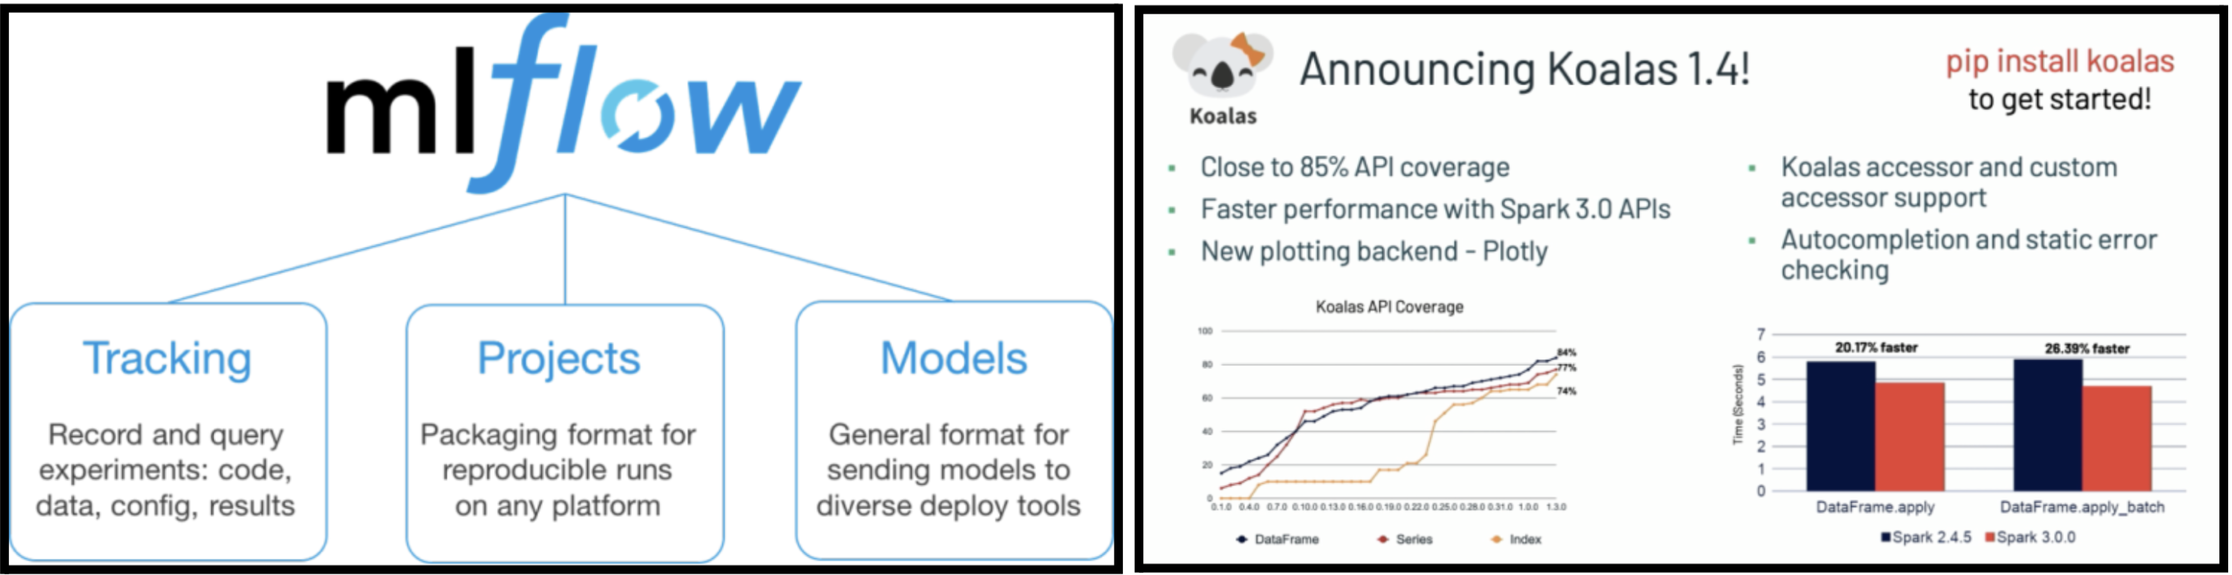 mlflow
Tracking
Record and query
experiments: code,
data, config, results
Projects
Packaging format for
reproducible runs
on any platform
Models
General format for
sending models to
diverse deploy tools
Koalas
Announcing Koalas 1.4!
pip install koalas
to get started!
Close to 85% API coverage
Faster performance with Spark 3.0 APIs
New plotting backend - Plotly
Koalas accessor and custom
accessor support
Autocompletion and static error
checking
Koalas API Coverage
100
80
60
40
20
0
84%
77%
74%
0.1.0 0.4.0 0.7.0 0.10.0 0.13.0 0.16.0 0.19.0 0.22.0 0.25.0 0.28.0 0.31.0 1.0.0 1.3.0
DataFrame Series Index
Time (Seconds)
7
6
5
4
3
2
1
0
20.17% faster
26.39% faster
DataFrame.apply DataFrame.apply_batch
Spark 2.4.5 Spark 3.0.0